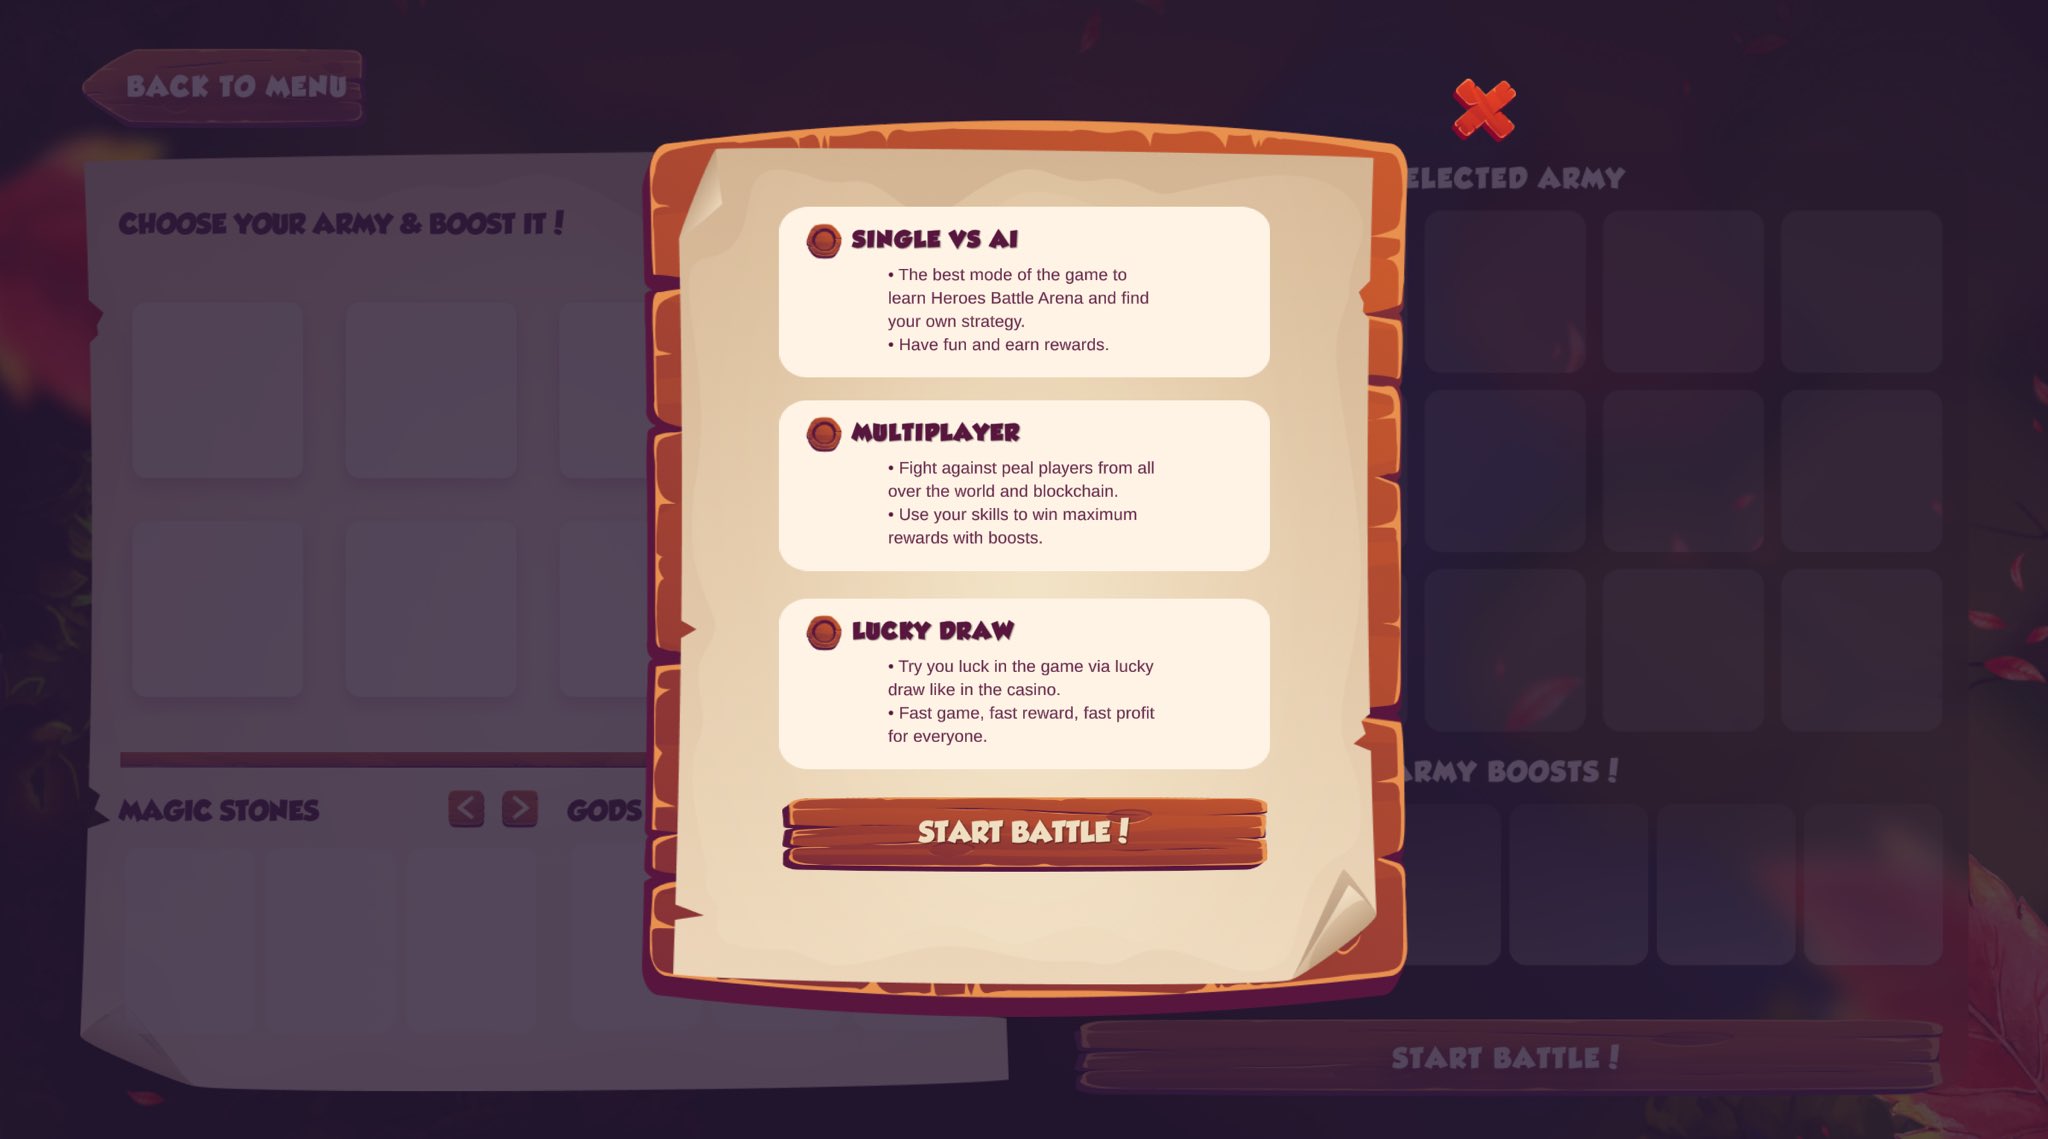 BACK TO MENU
CHOOSE YOUR ARMY & BOOST IT!
MAGIC STONES
GODS
SINGLE VS AI
• The best mode of the game to
learn Heroes Battle Arena and find
your own strategy.
• Have fun and earn rewards.
MULTIPLAYER
• Fight against peal players from all
over the world and blockchain.
• Use your skills to win maximum
rewards with boosts.
LUCKY DRAW
• Try you luck in the game via lucky
draw like in the casino.
• Fast game, fast reward, fast profit
for everyone.
START BATTLE!
ELECTED ARMY
ARMY BOOSTS!
START BATTLE!